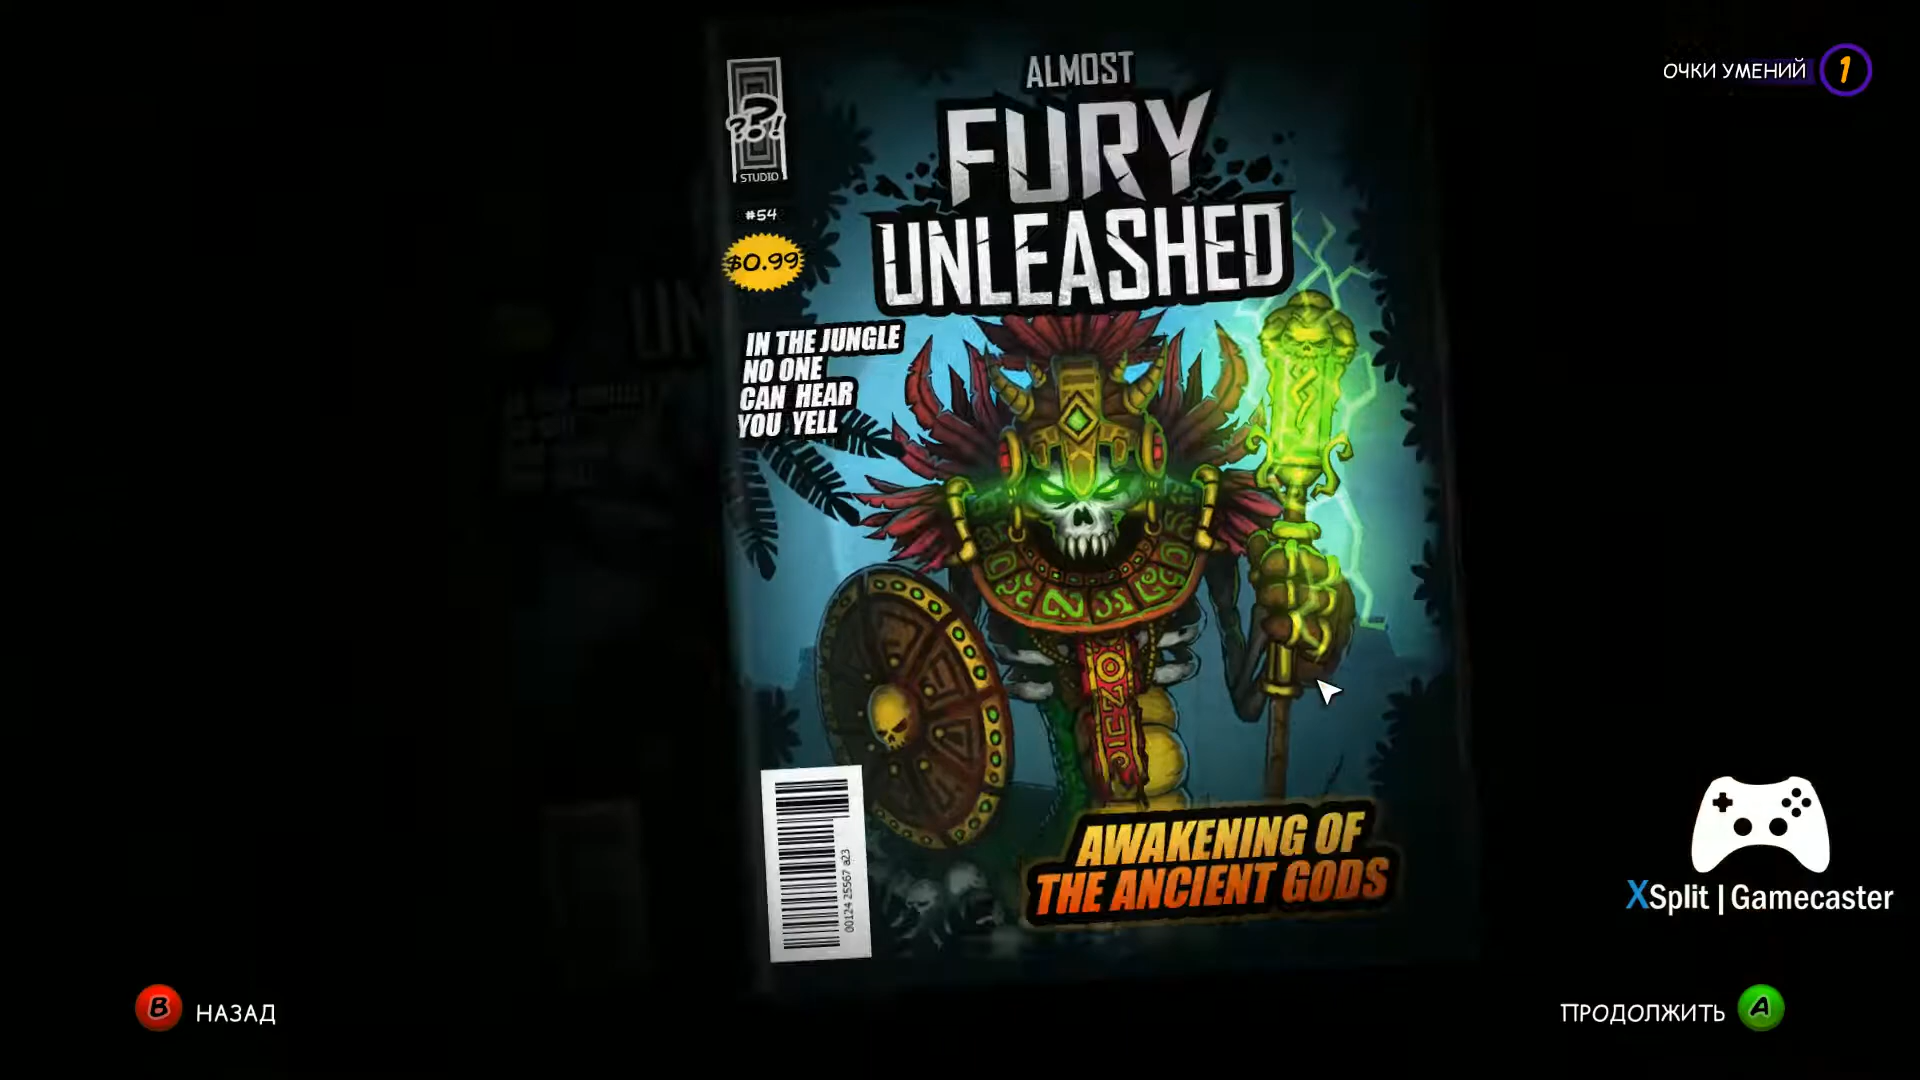 ОЧКИ УМЕНИЙ 1
ALMOST
FURY
UNLEASHED
STUDIO
#54
$0.99
IN THE JUNGLE
NO ONE
CAN HEAR
YOU YELL
AWAKENING OF
THE ANCIENT GODS
00124 25567 a23
XSplit | Gamecaster
B НАЗАД
ПРОДОЛЖИТЬ A